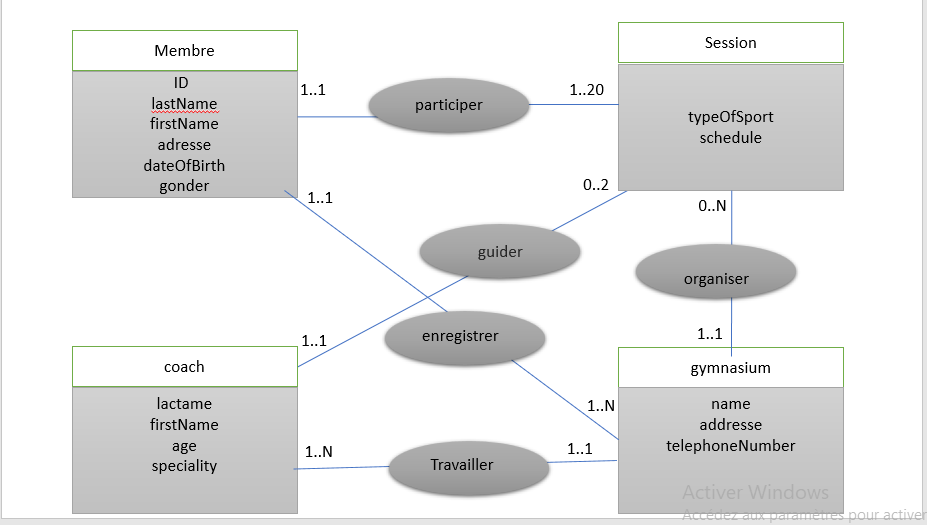 Membre
ID
lastName
firstName
adresse
dateOfBirth
gonder
1..1
participer
1..20
Session
typeOfSport
schedule
1..1
0..2
0..N
guider
organiser
1..1
enregistrer
1..1
coach
lactame
firstName
age
speciality
gymnasium
name
addresse
telephoneNumber
1..N
1..N
Travailler
1..1
Activer Windows
Accédez aux paramètres pour activer